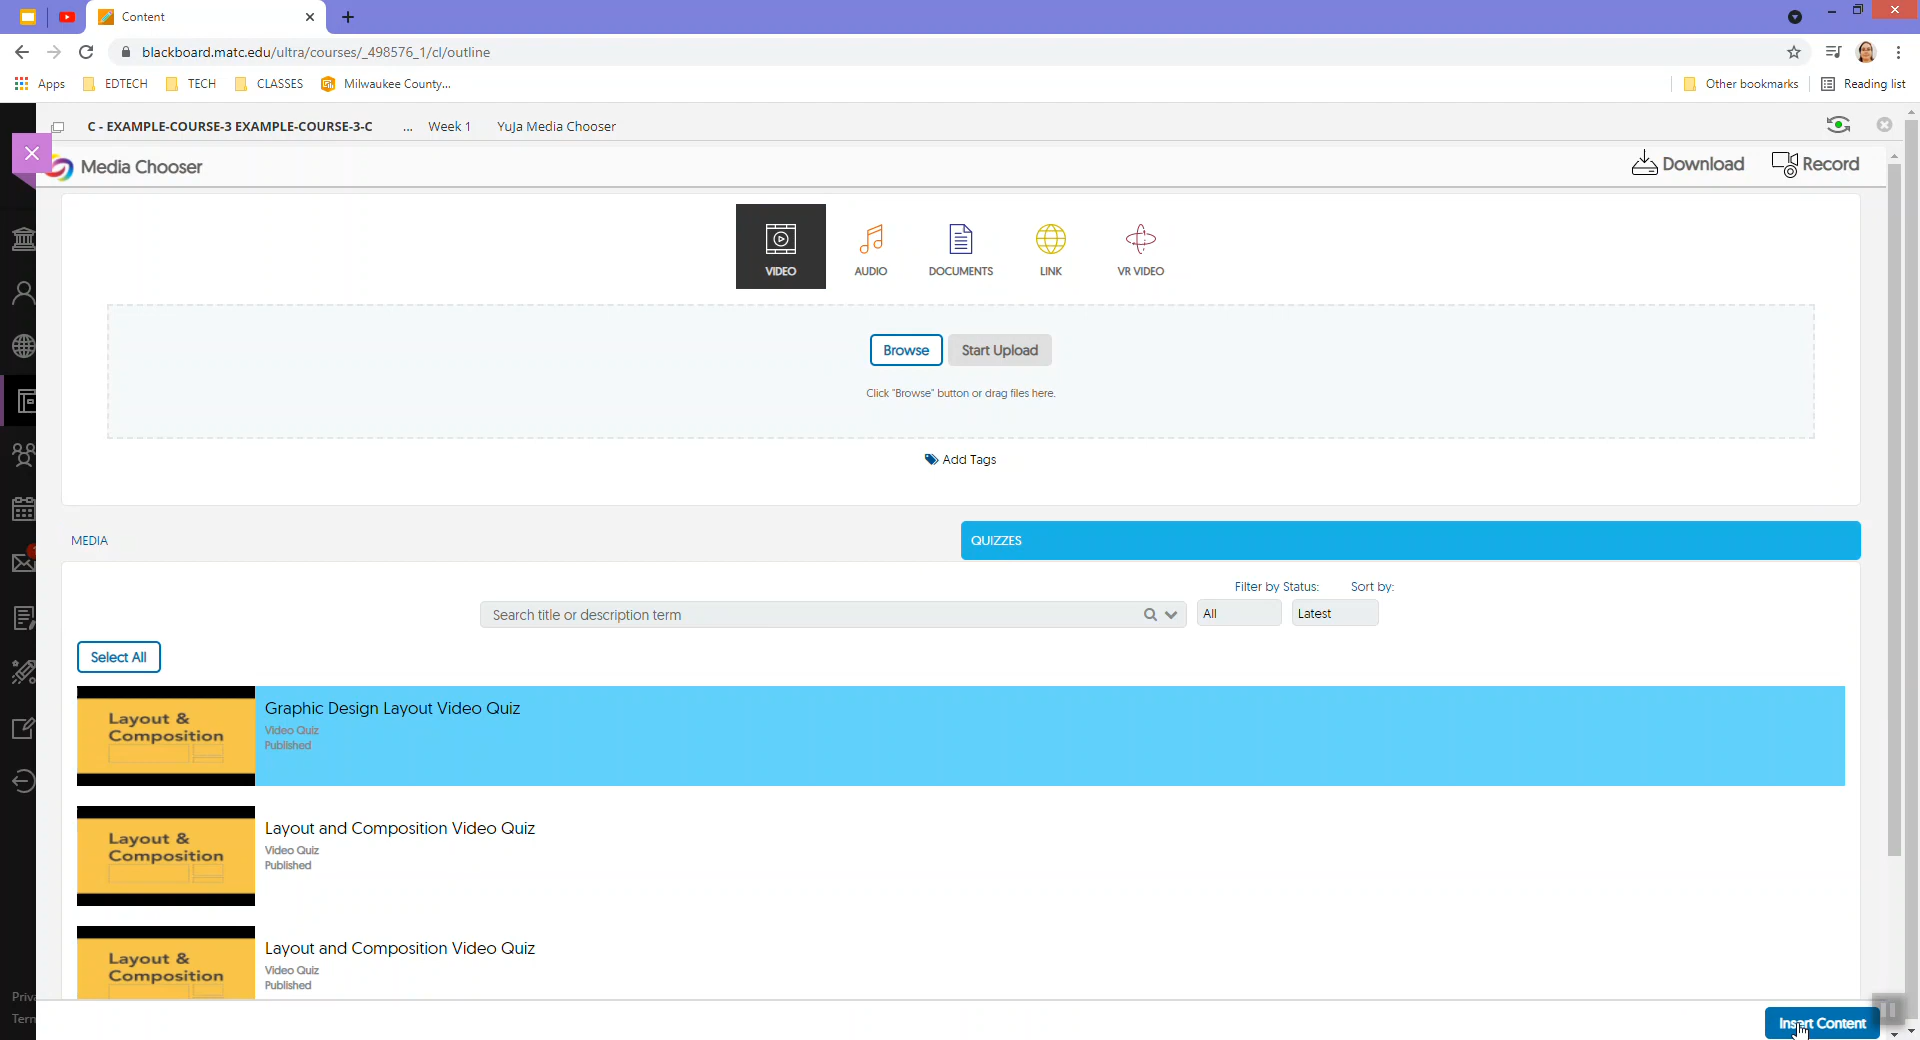 Content
blackboard.matc.edu/ultra/courses/_498576_1/cl/outline
Apps EDTECH TECH CLASSES Milwaukee County... Other bookmarks Reading list
C - EXAMPLE-COURSE-3 EXAMPLE-COURSE-3-C ... Week 1 YuJa Media Chooser
Media Chooser Download Record
VIDEO AUDIO DOCUMENTS LINK VR VIDEO
Browse Start Upload
Click "Browse" button or drag files here.
Add Tags
MEDIA QUIZZES
Filter by Status: Sort by:
Search title or description term All Latest
Select All
Layout &
Composition
Graphic Design Layout Video Quiz
Video Quiz
Published
Layout &
Composition
Layout and Composition Video Quiz
Video Quiz
Published
Layout &
Composition
Layout and Composition Video Quiz
Video Quiz
Published
Priva
Term
Insert Content